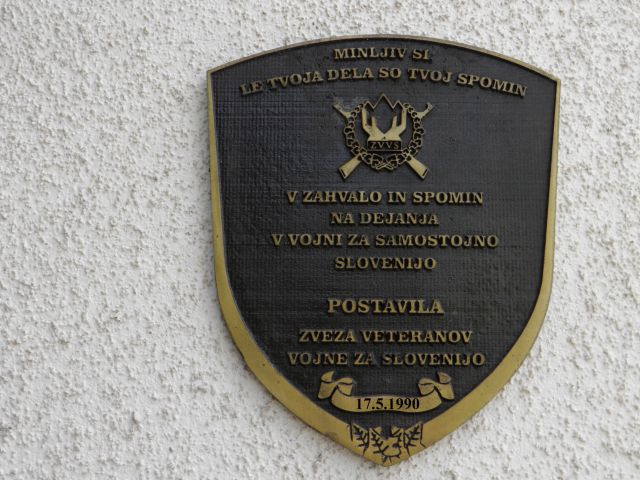 MINLJIV SI
LE TVOJA DELA SO TVOJ SPOMIN
ZVVS
V ZAHVALO IN SPOMIN
NA DEJANJA
V VOJNI ZA SAMOSTOJNO
SLOVENIJO
POSTAVILA
ZVEZA VETERANOV
VOJNE ZA SLOVENIJO
17.5.1990